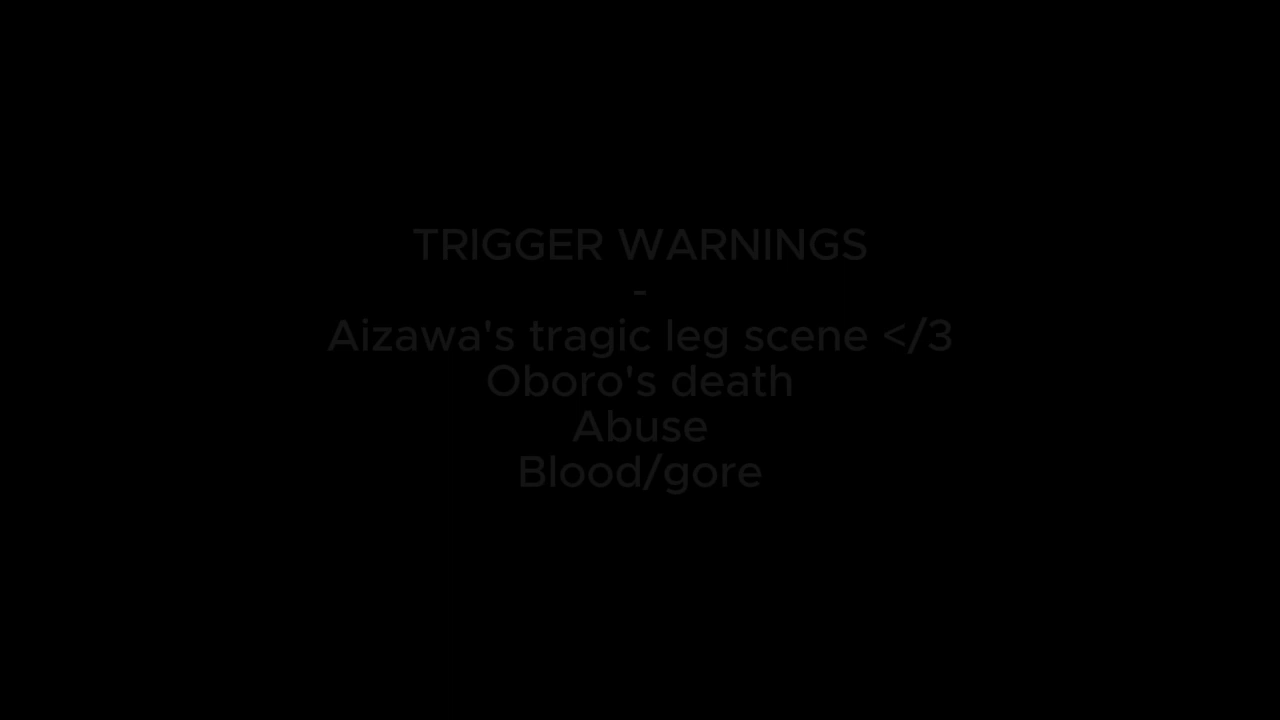 TRIGGER WARNINGS
-
Aizawa's tragic leg scene </3
Oboro's death
Abuse
Blood/gore